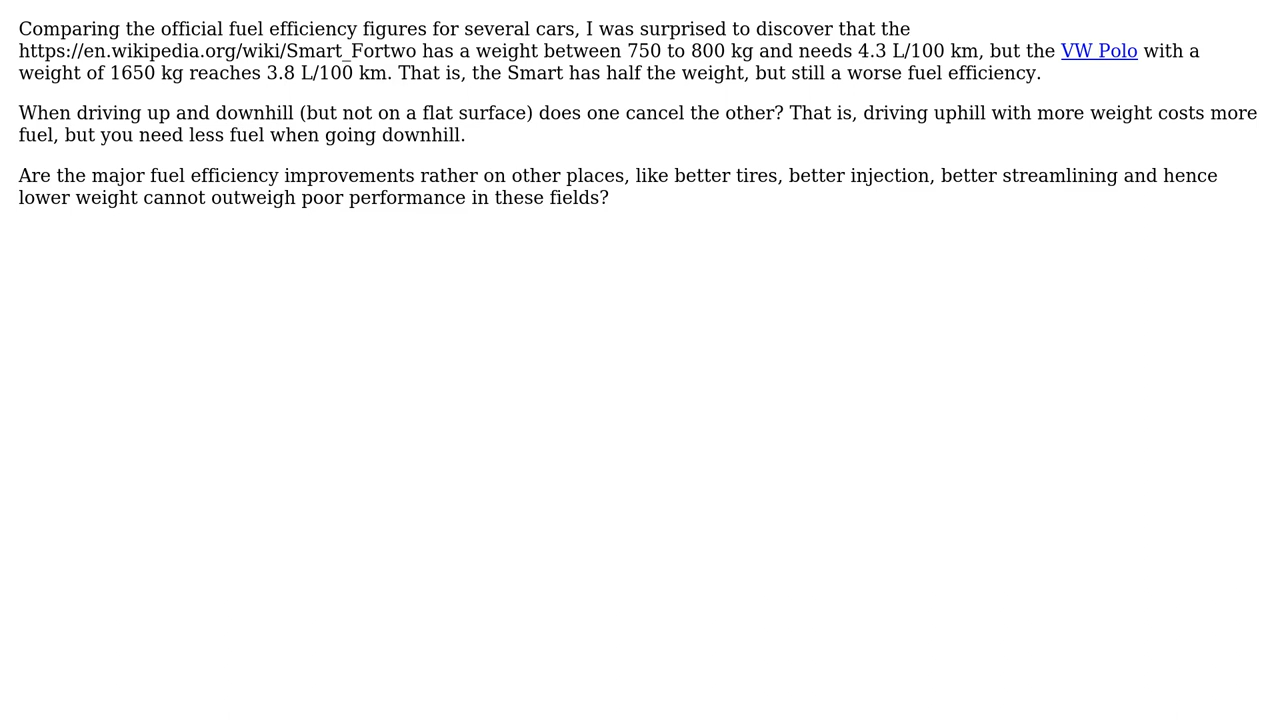 Comparing the official fuel efficiency figures for several cars, I was surprised to discover that the
https://en.wikipedia.org/wiki/Smart_Fortwo has a weight between 750 to 800 kg and needs 4.3 L/100 km, but the VW Polo with a
weight of 1650 kg reaches 3.8 L/100 km. That is, the Smart has half the weight, but still a worse fuel efficiency.
When driving up and downhill (but not on a flat surface) does one cancel the other? That is, driving uphill with more weight costs more
fuel, but you need less fuel when going downhill.
Are the major fuel efficiency improvements rather on other places, like better tires, better injection, better streamlining and hence
lower weight cannot outweigh poor performance in these fields?